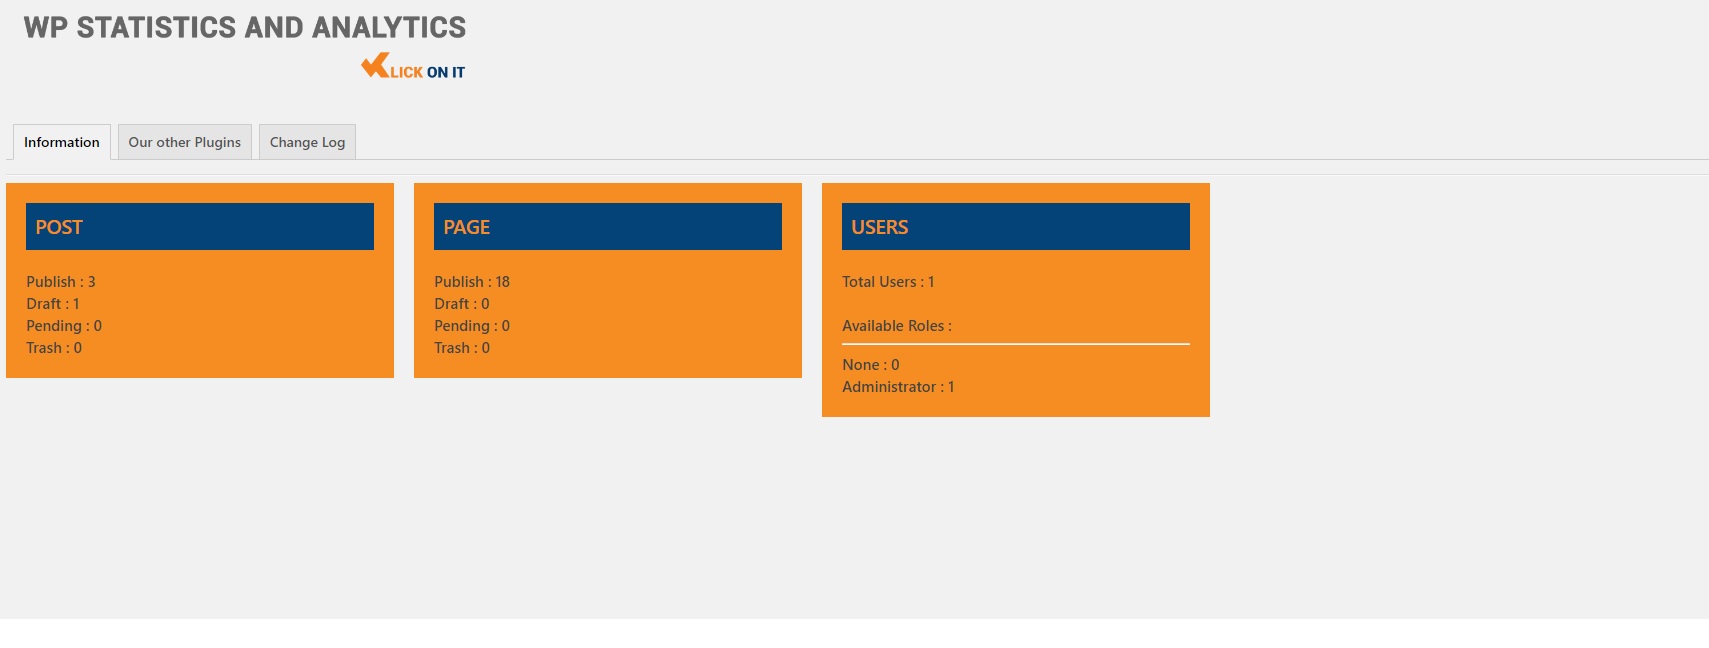 WP STATISTICS AND ANALYTICS
KLICK ON IT
Information
Our other Plugins
Change Log
POST
Publish : 3
Draft : 1
Pending : 0
Trash : 0
PAGE
Publish : 18
Draft : 0
Pending : 0
Trash : 0
USERS
Total Users : 1
Available Roles :
None : 0
Administrator : 1